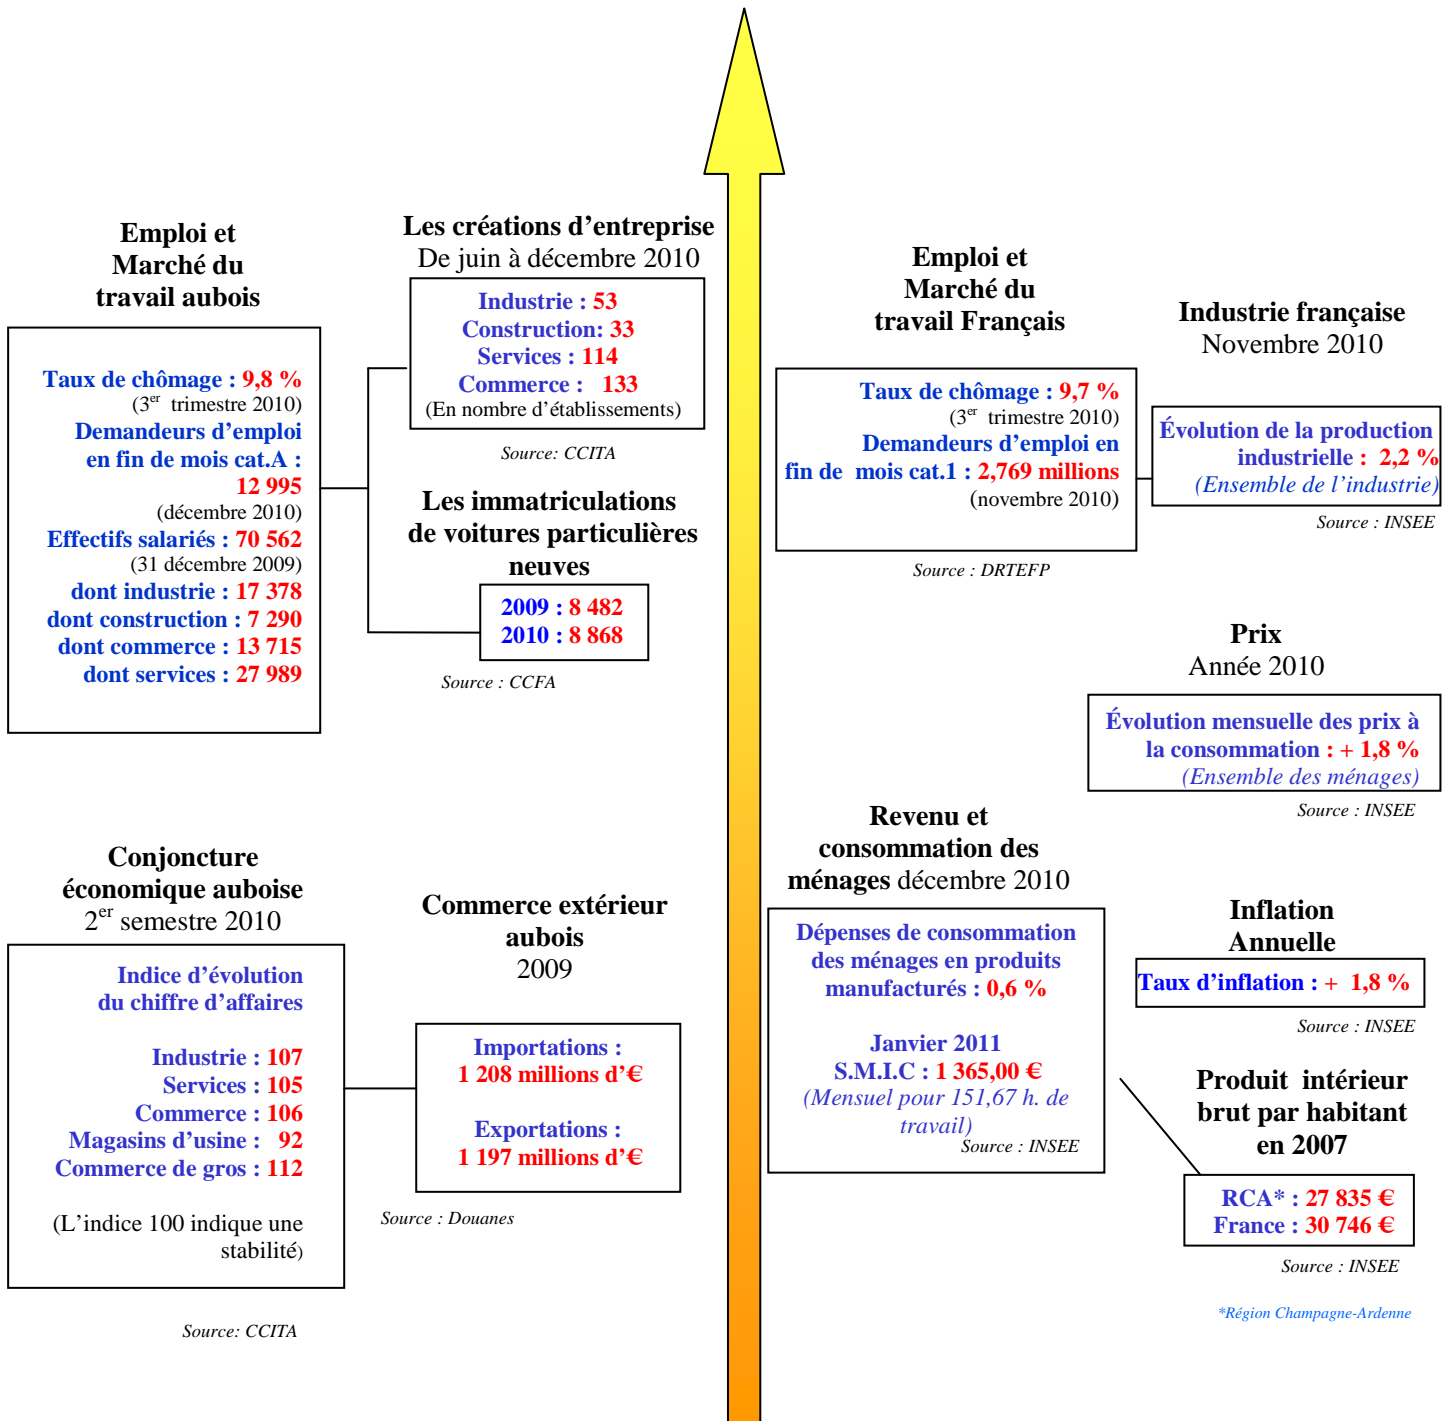 Emploi et
Marché du
travail aubois
Taux de chômage : 9,8 %
(3er trimestre 2010)
Demandeurs d'emploi
en fin de mois cat.A :
12 995
(décembre 2010)
Effectifs salariés : 70 562
(31 décembre 2009)
dont industrie : 17 378
dont construction : 7 290
dont commerce : 13 715
dont services : 27 989
Les créations d'entreprise
De juin à décembre 2010
Industrie : 53
Construction: 33
Services : 114
Commerce : 133
(En nombre d'établissements)
Source: CCITA
Les immatriculations
de voitures particulières
neuves
2009 : 8 482
2010 : 8 868
Source : CCFA
Conjoncture
économique auboise
2er semestre 2010
Indice d'évolution
du chiffre d'affaires
Industrie : 107
Services : 105
Commerce : 106
Magasins d'usine : 92
Commerce de gros : 112
(L'indice 100 indique une
stabilité)
Source: CCITA
Commerce extérieur
aubois
2009
Importations :
1 208 millions d'€
Exportations :
1 197 millions d'€
Source : Douanes
Emploi et
Marché du
travail Français
Taux de chômage : 9,7 %
(3er trimestre 2010)
Demandeurs d'emploi en
fin de mois cat.1 : 2,769 millions
(novembre 2010)
Source : DRTEFP
Industrie française
Novembre 2010
Évolution de la production
industrielle : 2,2 %
(Ensemble de l'industrie)
Source : INSEE
Prix
Année 2010
Évolution mensuelle des prix à
la consommation : + 1,8 %
(Ensemble des ménages)
Source : INSEE
Revenu et
consommation des
ménages décembre 2010
Dépenses de consommation
des ménages en produits
manufacturés : 0,6 %
Janvier 2011
S.M.I.C : 1 365,00 €
(Mensuel pour 151,67 h. de
travail)
Source : INSEE
Inflation
Annuelle
Taux d'inflation : + 1,8 %
Source : INSEE
Produit intérieur
brut par habitant
en 2007
RCA* : 27 835 €
France : 30 746 €
Source : INSEE
*Région Champagne-Ardenne